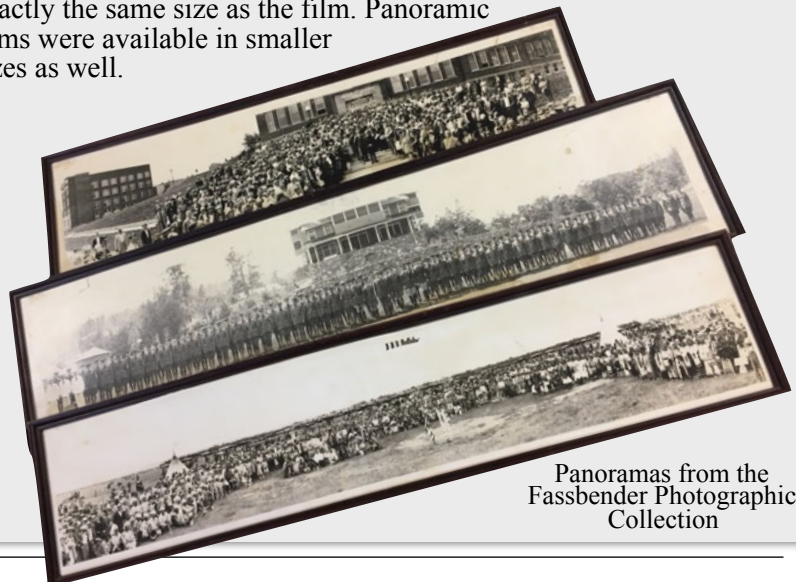 actly the same size as the film. Panoramic
ms were available in smaller
zes as well.
Panoramas from the
Fassbender Photographic
Collection